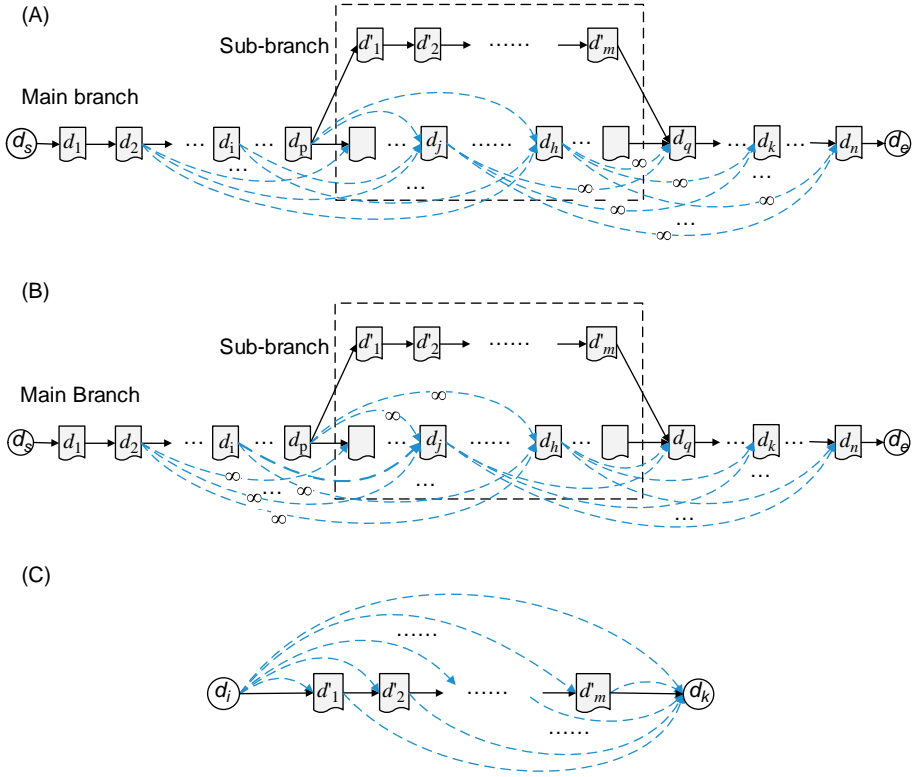 (A)
Sub-branch
d'1 d'2 ...... d'm
Main branch
ds d1 d2 ... di ... dp ... dj ...... dh ... dq ... dk ... dn de
... ∞
... ∞ ∞ ∞ ...
∞ ...
∞
(B)
Sub-branch
d'1 d'2 ...... d'm
Main Branch
∞
∞
ds d1 d2 ... di ... dp ... dj ...... dh ... dq ... dk ... dn de
∞ ... ...
∞ ... ∞ ...
∞ ...
(C)
......
di d'1 d'2 ...... d'm dk
......